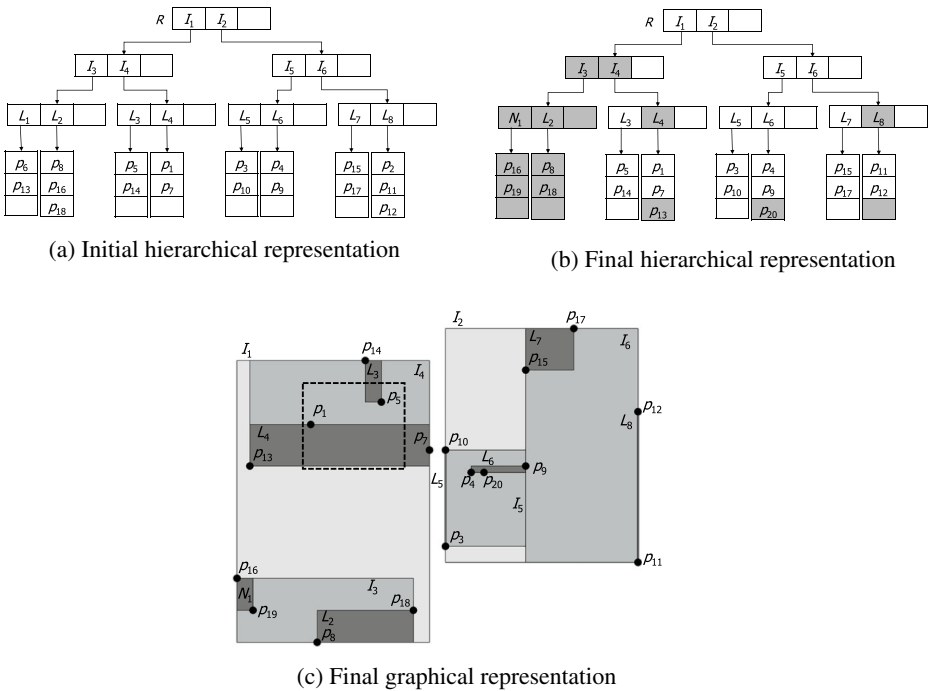 R I₁ I₂
I₃ I₄ I₅ I₆
L₁ L₂ L₃ L₄ L₅ L₆ L₇ L₈
p₆ p₈ p₅ p₁ p₃ p₄ p₁₅ p₂
p₁₃ p₁₆ p₁₄ p₇ p₁₀ p₉ p₁₇ p₁₁
p₁₈ p₁₂
(a) Initial hierarchical representation
R I₁ I₂
I₃ I₄ I₅ I₆
N₁ L₂ L₃ L₄ L₅ L₆ L₇ L₈
p₁₆ p₈ p₅ p₁ p₃ p₄ p₁₅ p₁₁
p₁₉ p₁₈ p₁₄ p₇ p₁₀ p₉ p₁₇ p₁₂
p₁₃ p₂₀
(b) Final hierarchical representation
I₂ p₁₇
I₁ p₁₄ L₇ I₆
L₃ I₄ p₁₅
p₅
p₁ p₁₂
L₄ p₇ p₁₀ L₈
p₁₃ L₆ p₉
L₅ p₄ p₂₀
I₅
p₃
p₁₆ p₁₁
N₁ I₃
p₁₉ L₂ p₁₈
p₈
(c) Final graphical representation